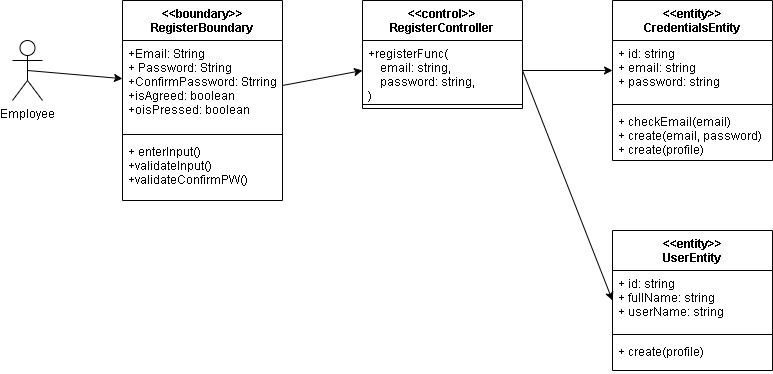 Employee
<<boundary>>
RegisterBoundary
+Email: String
+ Password: String
+ConfirmPassword: Strring
+isAgreed: boolean
+oisPressed: boolean
+ enterInput()
+validateInput()
+validateConfirmPW()
<<control>>
RegisterController
+registerFunc(
email: string,
password: string,
)
<<entity>>
CredentialsEntity
+ id: string
+ email: string
+ password: string
+ checkEmail(email)
+ create(email, password)
+ create(profile)
<<entity>>
UserEntity
+ id: string
+ fullName: string
+ userName: string
+ create(profile)